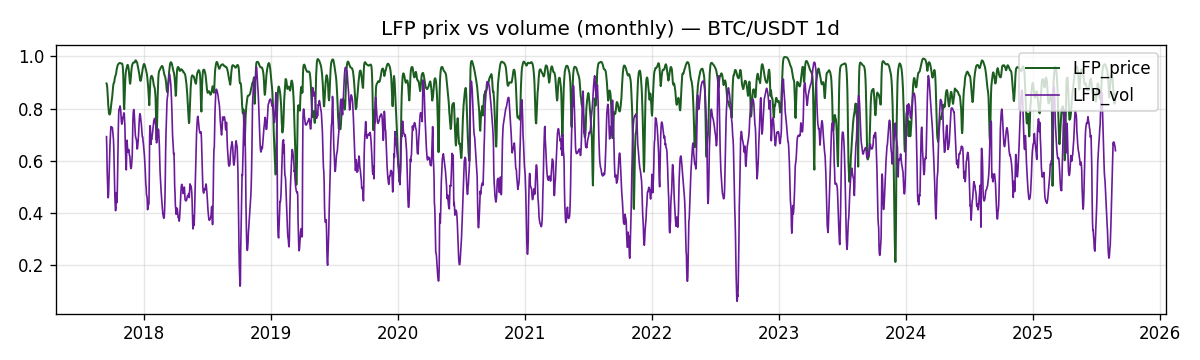 LFP prix vs volume (monthly) — BTC/USDT 1d
1.0
0.8
0.6
0.4
0.2
LFP_price
LFP_vol
2018 2019 2020 2021 2022 2023 2024 2025 2026